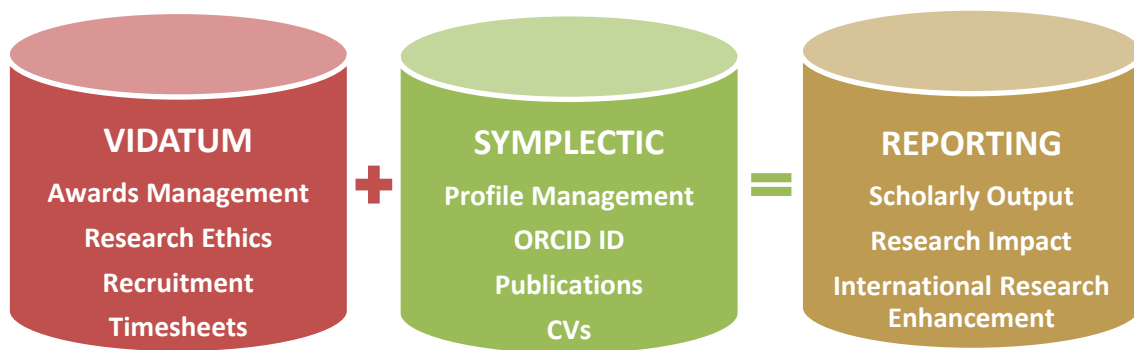 VIDATUM
Awards Management
Research Ethics
Recruitment
Timesheets
+
SYMPLECTIC
Profile Management
ORCID ID
Publications
CVs
=
REPORTING
Scholarly Output
Research Impact
International Research
Enhancement